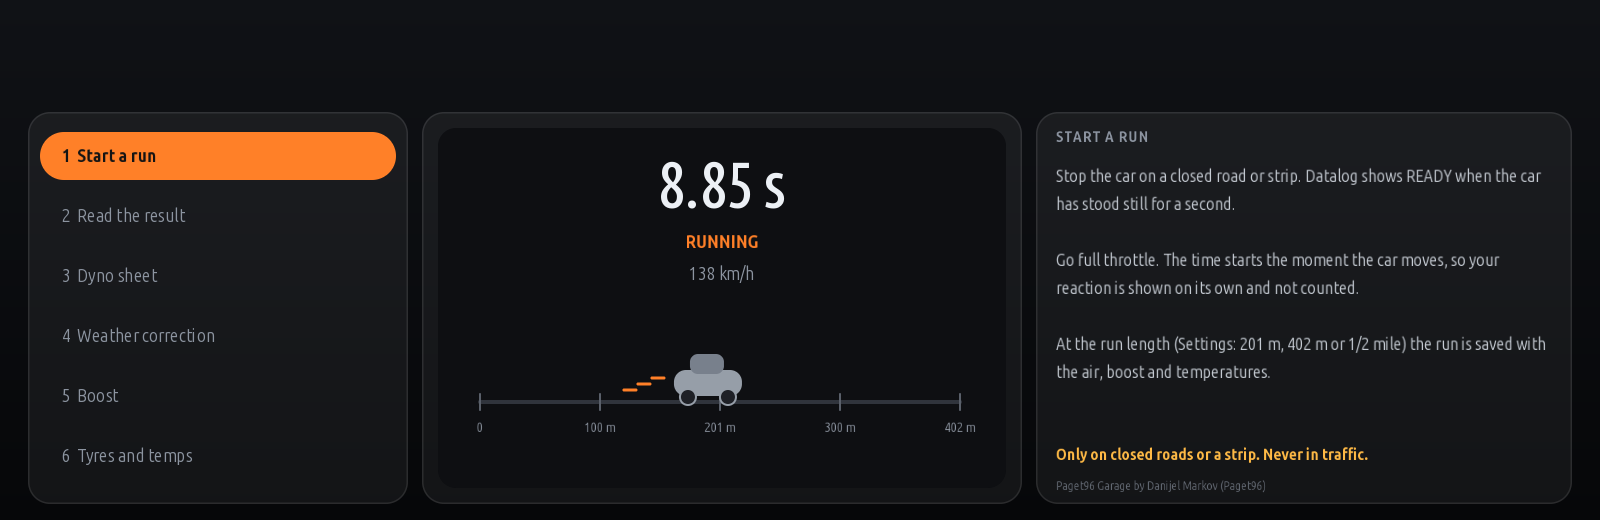 1 Start a run
2 Read the result
3 Dyno sheet
4 Weather correction
5 Boost
6 Tyres and temps
8.85 s
RUNNING
138 km/h
0 100 m 201 m 300 m 402 m
START A RUN
Stop the car on a closed road or strip. Datalog shows READY when the car
has stood still for a second.
Go full throttle. The time starts the moment the car moves, so your
reaction is shown on its own and not counted.
At the run length (Settings: 201 m, 402 m or 1/2 mile) the run is saved with
the air, boost and temperatures.
Only on closed roads or a strip. Never in traffic.
Paget96 Garage by Danijel Markov (Paget96)